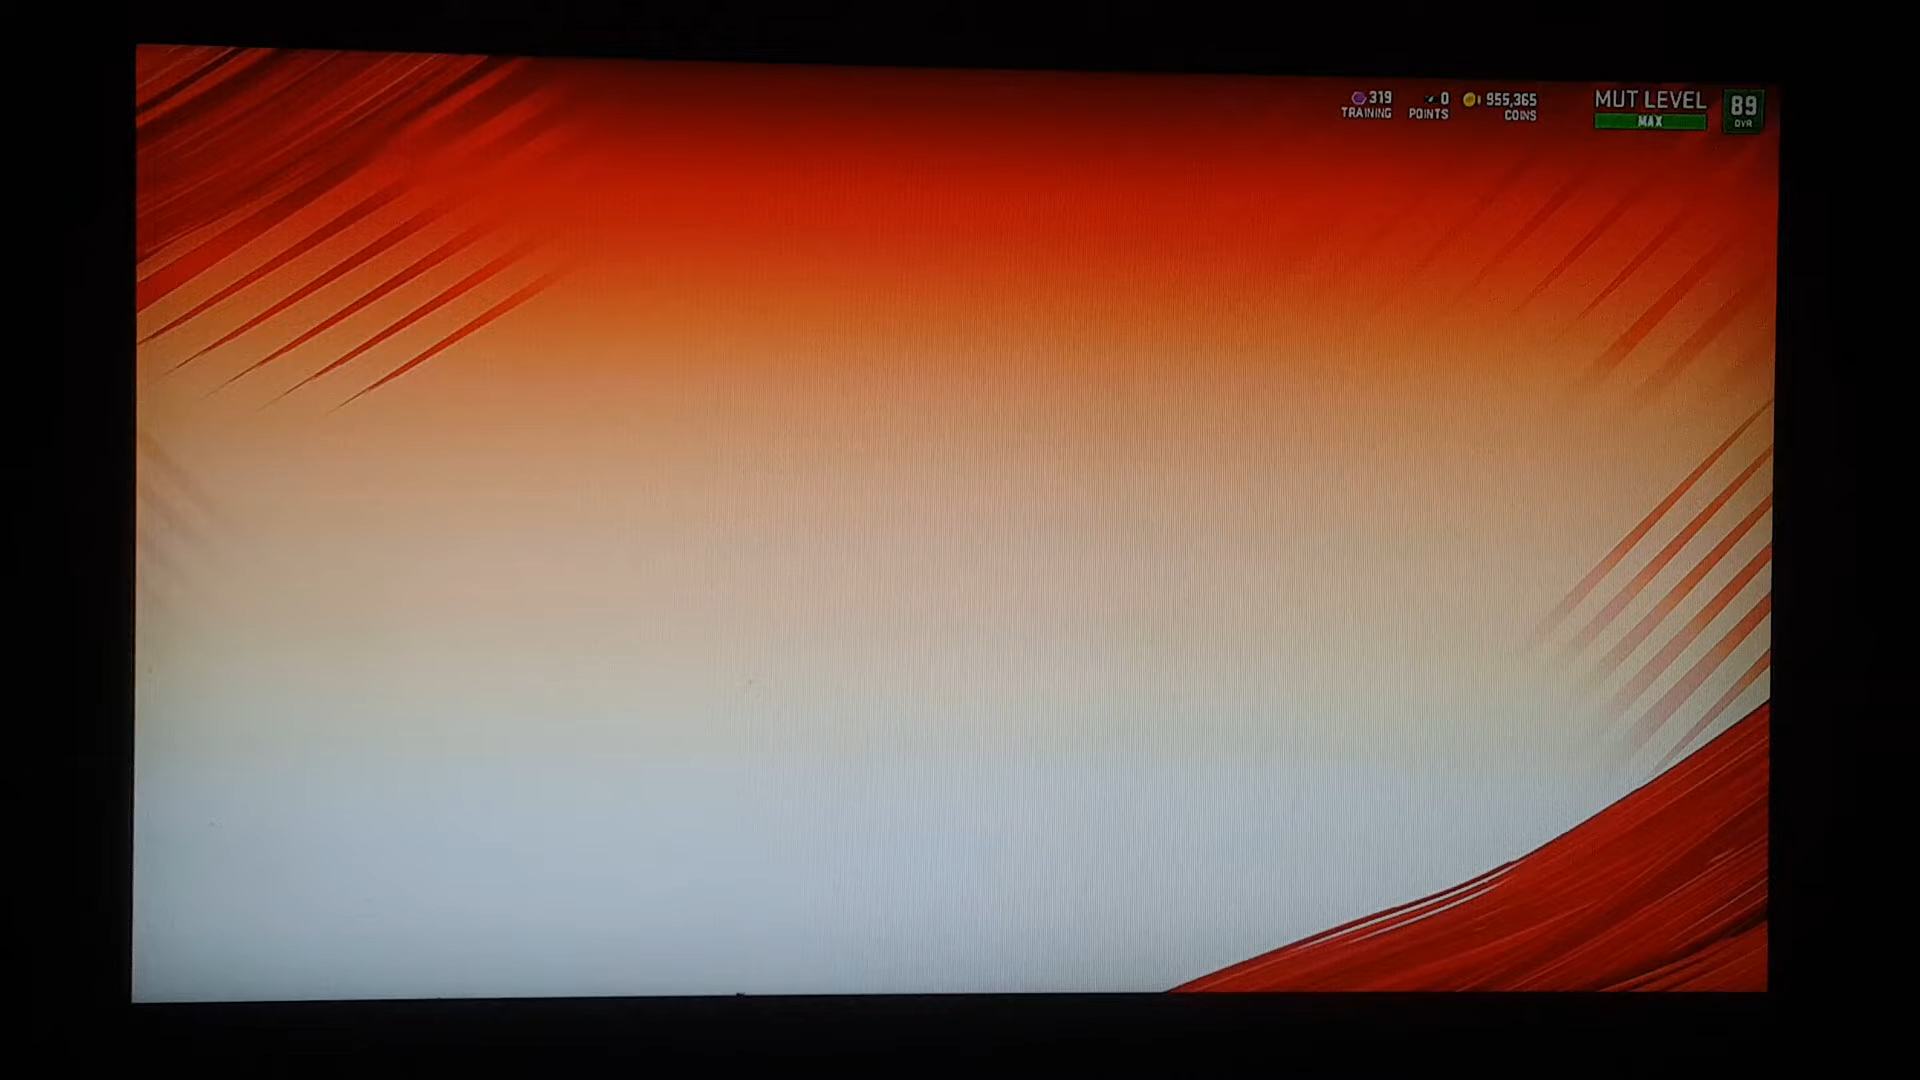 319 TRAINING
0 POINTS
955,365 COINS
MUT LEVEL
MAX
89
OVR